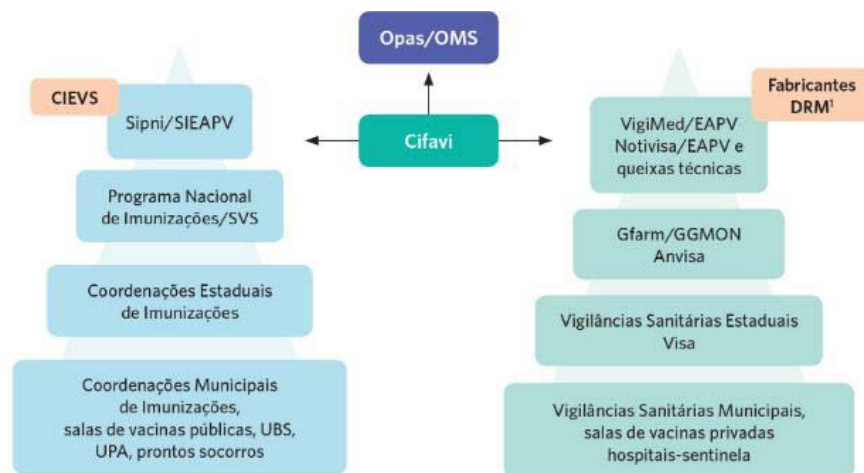 Opas/OMS
CIEVS
Sipni/SIEAPV
Cifavi
Fabricantes
DRM¹
VigiMed/EAPV
Notivisa/EAPV e
queixas técnicas
Programa Nacional
de Imunizações/SVS
Gfarm/GGMON
Anvisa
Coordenações Estaduais
de Imunizações
Vigilâncias Sanitárias Estaduais
Visa
Coordenações Municipais
de Imunizações,
salas de vacinas públicas, UBS,
UPA, prontos socorros
Vigilâncias Sanitárias Municipais,
salas de vacinas privadas
hospitais-sentinela